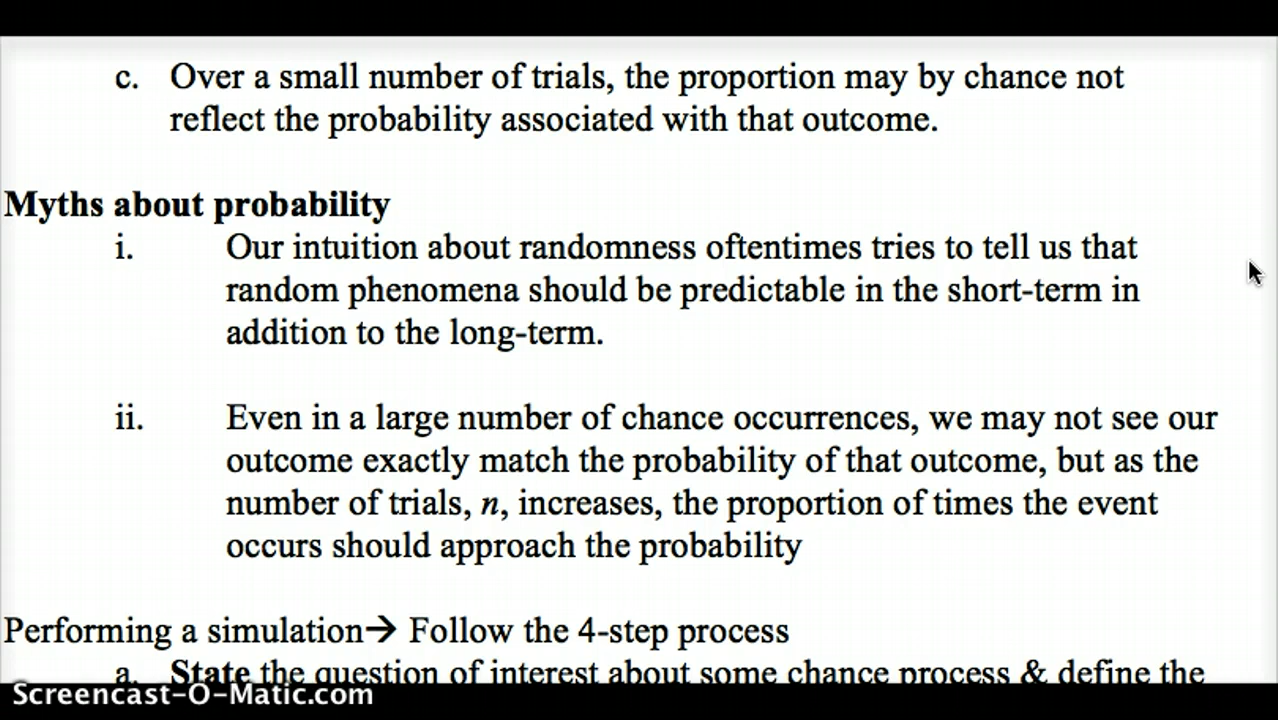 c. Over a small number of trials, the proportion may by chance not
reflect the probability associated with that outcome.
Myths about probability
i. Our intuition about randomness oftentimes tries to tell us that
random phenomena should be predictable in the short-term in
addition to the long-term.
ii. Even in a large number of chance occurrences, we may not see our
outcome exactly match the probability of that outcome, but as the
number of trials, n, increases, the proportion of times the event
occurs should approach the probability
Performing a simulation→ Follow the 4-step process
a. State the question of interest about some chance process & define the
Screencast-O-Matic.com